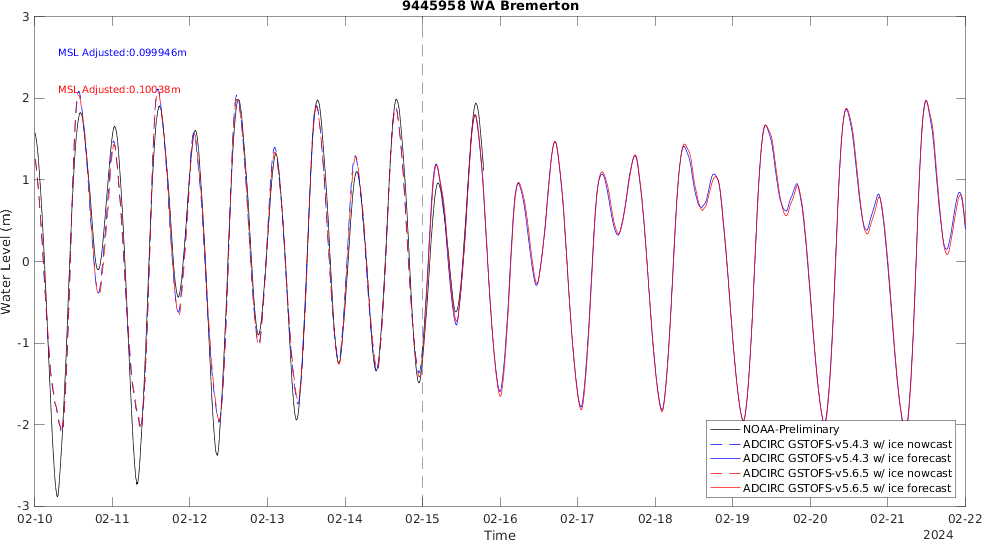 9445958 WA Bremerton
MSL Adjusted:0.099946m
MSL Adjusted:0.10038m
Water Level (m)
3
2
1
0
-1
-2
-3
NOAA-Preliminary
ADCIRC GSTOFS-v5.4.3 w/ ice nowcast
ADCIRC GSTOFS-v5.4.3 w/ ice forecast
ADCIRC GSTOFS-v5.6.5 w/ ice nowcast
ADCIRC GSTOFS-v5.6.5 w/ ice forecast
02-10 02-11 02-12 02-13 02-14 02-15 02-16 02-17 02-18 02-19 02-20 02-21 02-22
Time
2024